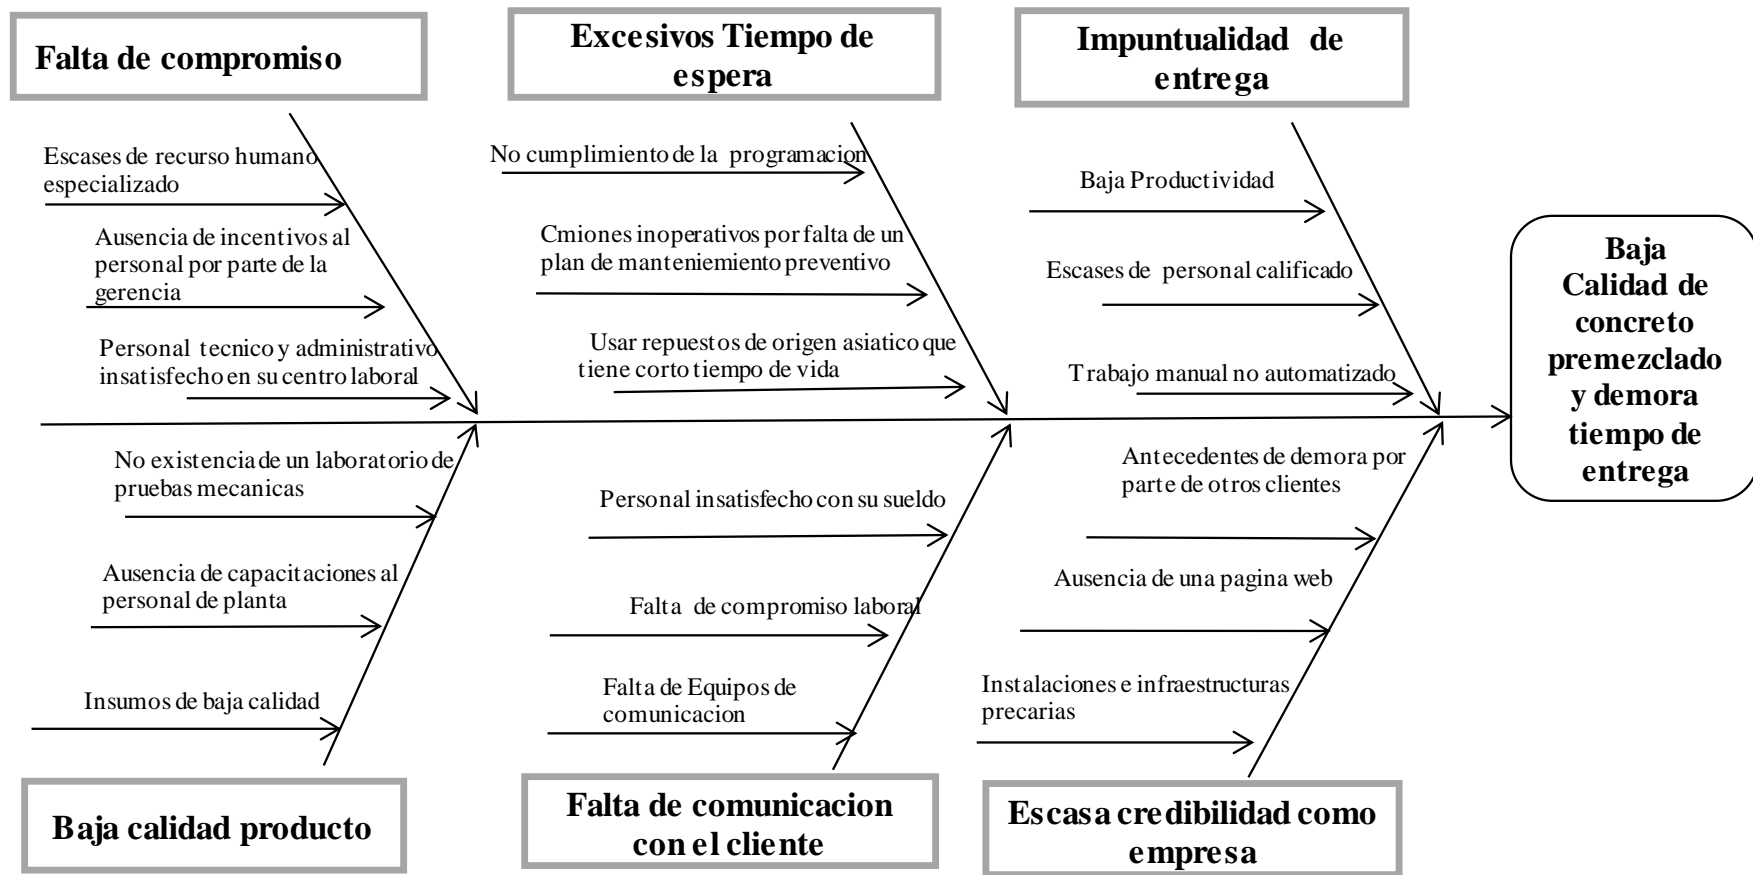 Falta de compromiso
Excesivos Tiempo de
espera
Impuntualidad de
entrega
Escases de recurso humano
especializado
Ausencia de incentivos al
personal por parte de la
gerencia
Personal tecnico y administrativo
insatisfecho en su centro laboral
No cumplimiento de la programacion
Cmiones inoperativos por falta de un
plan de manteniemiento preventivo
Usar repuestos de origen asiatico que
tiene corto tiempo de vida
Baja Productividad
Escases de personal calificado
Trabajo manual no automatizado
Baja
Calidad de
concreto
premezclado
y demora
tiempo de
entrega
No existencia de un laboratorio de
pruebas mecanicas
Ausencia de capacitaciones al
personal de planta
Insumos de baja calidad
Personal insatisfecho con su sueldo
Falta de compromiso laboral
Falta de Equipos de
comunicacion
Antecedentes de demora por
parte de otros clientes
Ausencia de una pagina web
Instalaciones e infraestructuras
precarias
Baja calidad producto
Falta de comunicacion
con el cliente
Escasa credibilidad como
empresa